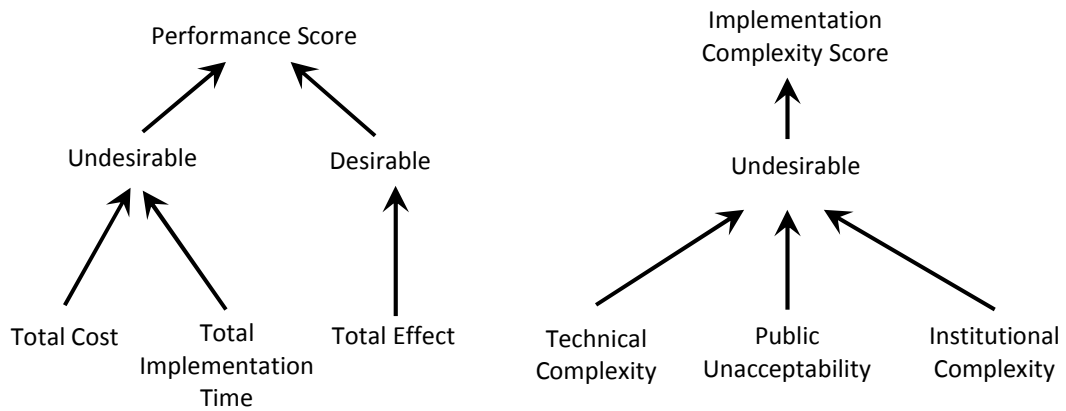 Performance Score
Undesirable
Desirable
Total Cost
Total
Implementation
Time
Total Effect
Implementation
Complexity Score
Undesirable
Technical
Complexity
Public
Unacceptability
Institutional
Complexity